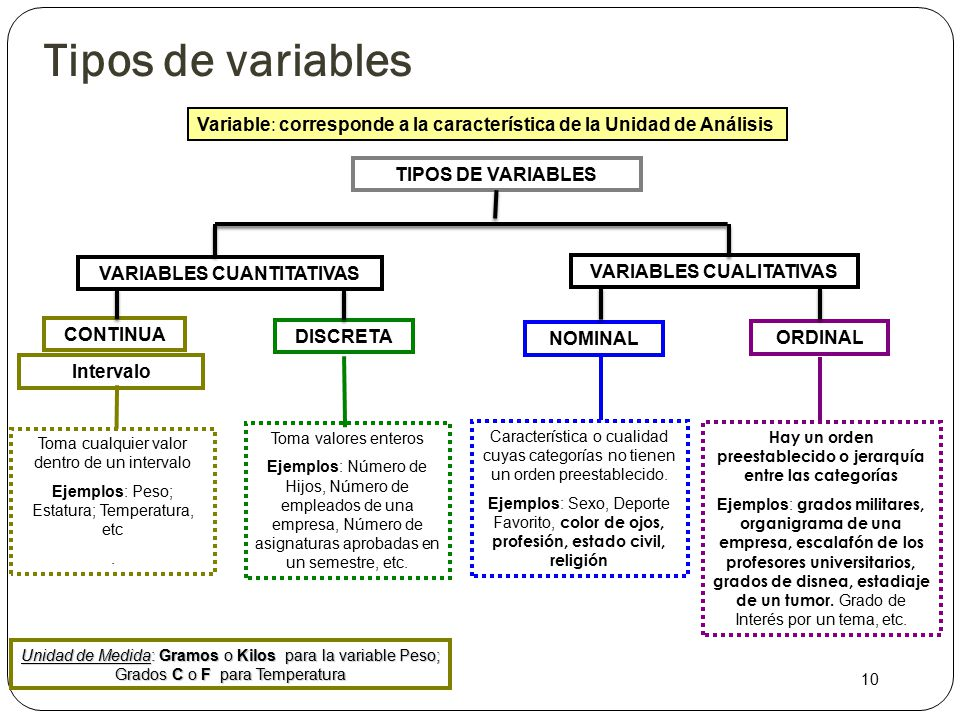 Tipos de variables
Variable: corresponde a la característica de la Unidad de Análisis
TIPOS DE VARIABLES
VARIABLES CUANTITATIVAS
VARIABLES CUALITATIVAS
CONTINUA
Intervalo
DISCRETA
NOMINAL
ORDINAL
Toma cualquier valor
dentro de un intervalo
Ejemplos: Peso;
Estatura; Temperatura,
etc
.
Toma valores enteros
Ejemplos: Número de
Hijos, Número de
empleados de una
empresa, Número de
asignaturas aprobadas en
un semestre, etc.
Característica o cualidad
cuyas categorías no tienen
un orden preestablecido.
Ejemplos: Sexo, Deporte
Favorito, color de ojos,
profesión, estado civil,
religión
Hay un orden
preestablecido o jerarquía
entre las categorías
Ejemplos: grados militares,
organigrama de una
empresa, escalafón de los
profesores universitarios,
grados de disnea, estadiaje
de un tumor. Grado de
Interés por un tema, etc.
Unidad de Medida: Gramos o Kilos para la variable Peso;
Grados C o F para Temperatura
10